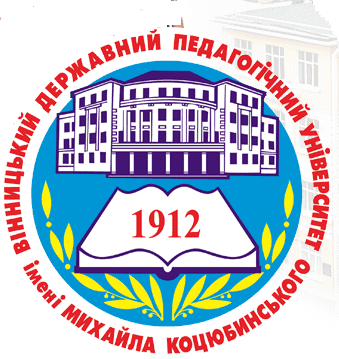 ВІННИЦЬКИЙ ДЕРЖАВНИЙ ПЕДАГОГІЧНИЙ УНІВЕРСИТЕТ
імені МИХАЙЛА КОЦЮБИНСЬКОГО
1912